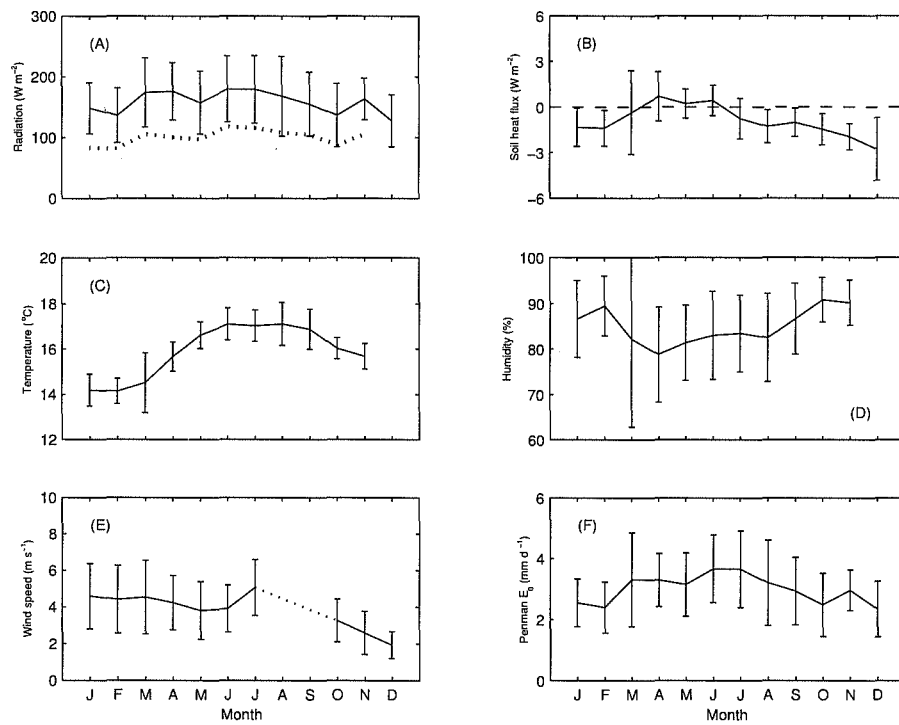 300
200
100
0
Radiation (W m⁻²)
(A)
6
3
0
−3
−6
Soil heat flux (W m⁻²)
(B)
20
18
16
14
12
Temperature (°C)
(C)
100
90
80
70
60
Humidity (%)
(D)
10
8
6
4
2
0
Wind speed (m s⁻¹)
(E)
J F M A M J J A S O N D
Month
6
4
2
0
Penman E₀ (mm d⁻¹)
(F)
J F M A M J J A S O N D
Month